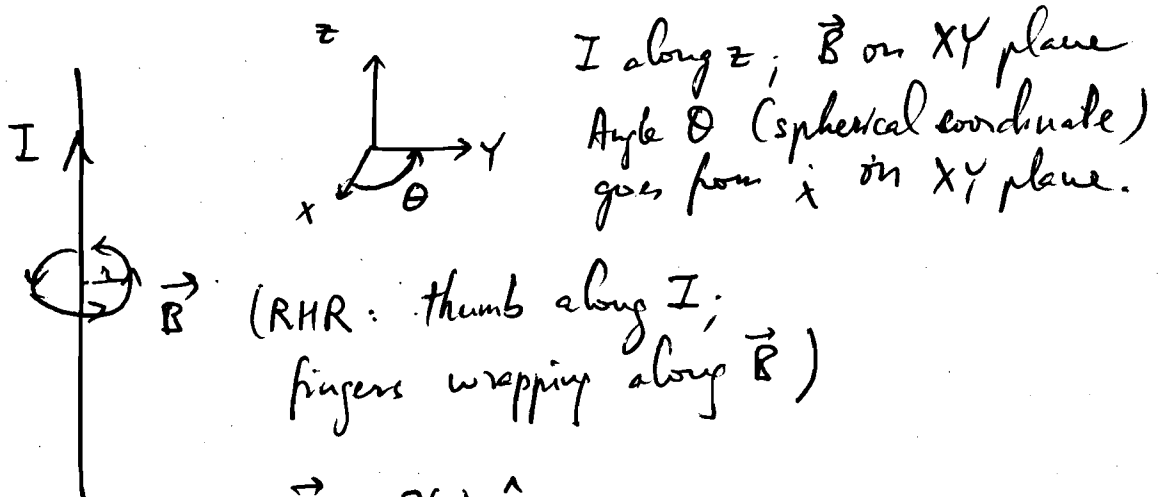 z
I along z; B⃗ on XY plane
I
Y
Angle θ (spherical coordinate)
x
θ
goes from x on XY plane.
r
B⃗ (RHR: thumb along I;
fingers wrapping along B⃗)